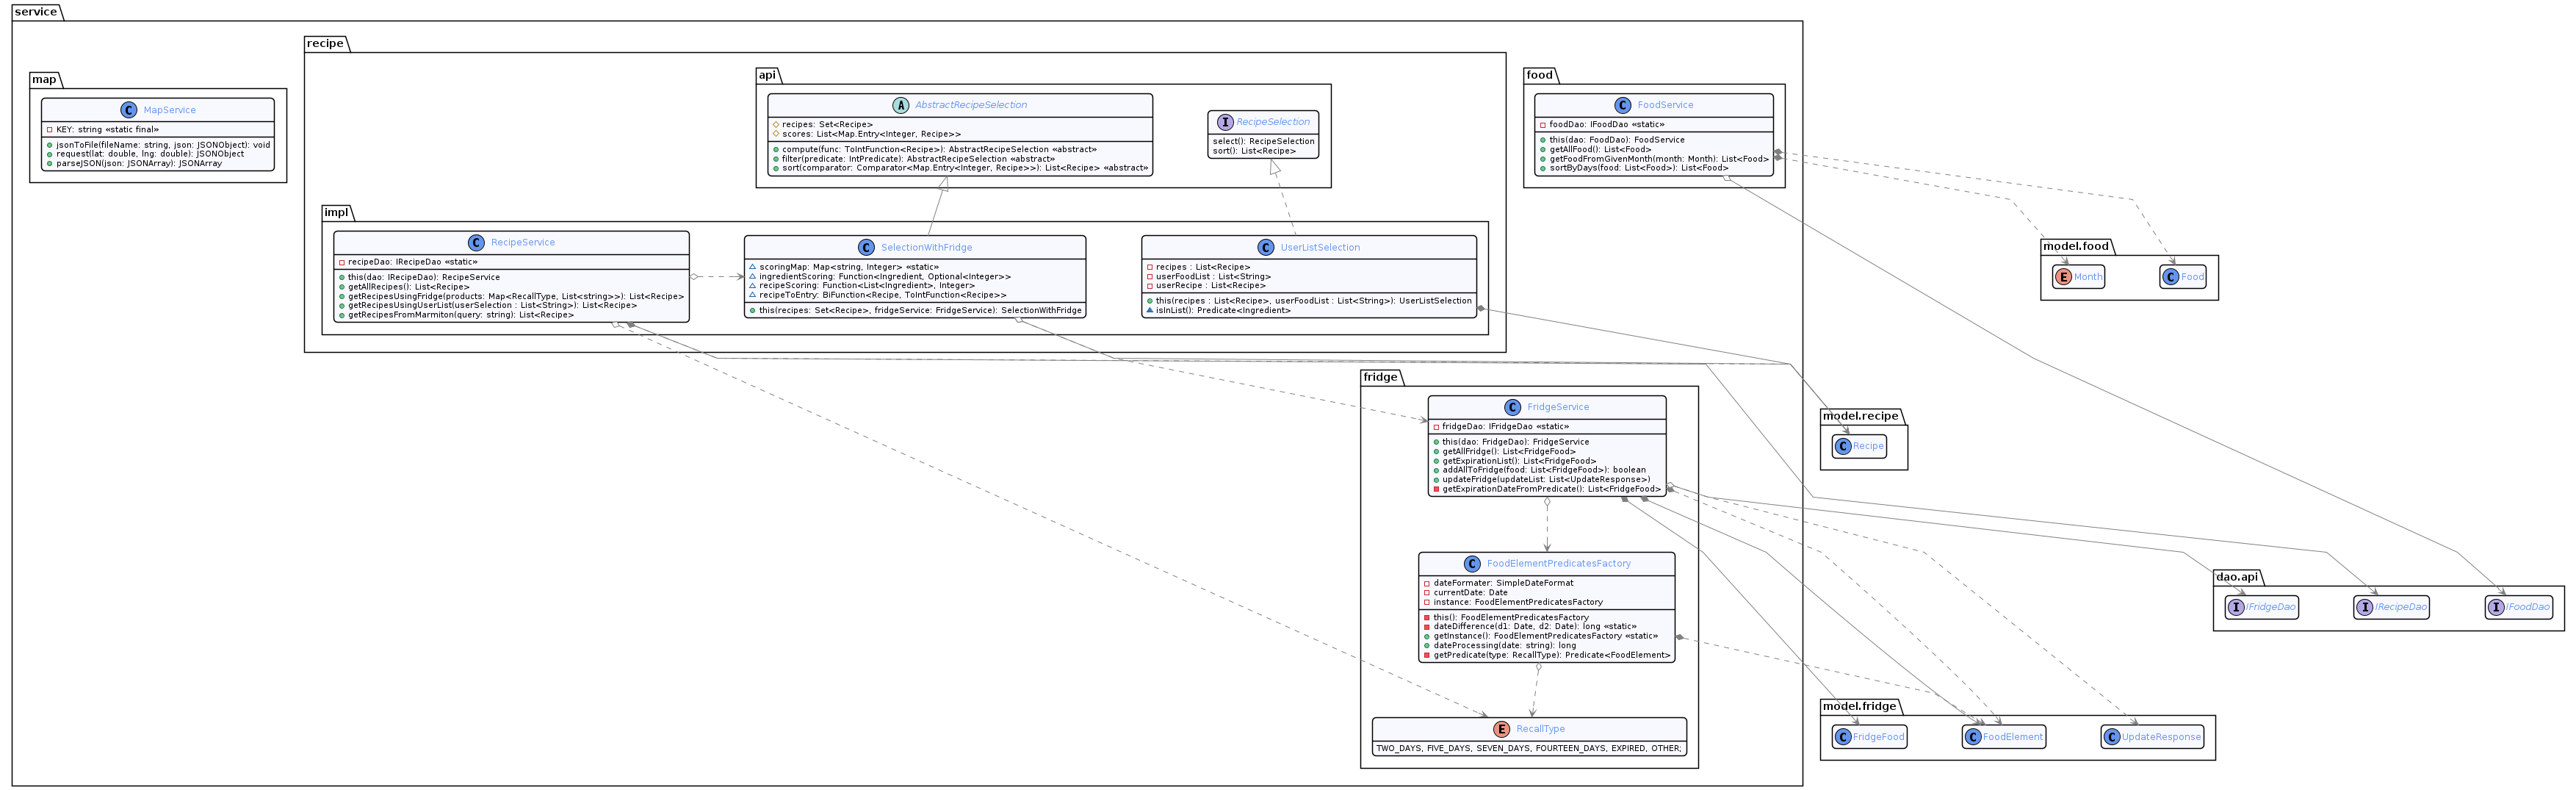 service
recipe
map
MapService
KEY: string «static final»
jsonToFile(fileName: string, json: JSONObject): void
request(lat: double, lng: double): JSONObject
parseJSON(json: JSONArray): JSONArray
api
AbstractRecipeSelection
recipes: Set<Recipe>
scores: List<Map.Entry<Integer, Recipe>>
compute(func: ToIntFunction<Recipe>): AbstractRecipeSelection «abstract»
filter(predicate: IntPredicate): AbstractRecipeSelection «abstract»
sort(comparator: Comparator<Map.Entry<Integer, Recipe>>): List<Recipe> «abstract»
RecipeSelection
select(): RecipeSelection
sort(): List<Recipe>
food
FoodService
foodDao: IFoodDao «static»
this(dao: FoodDao): FoodService
getAllFood(): List<Food>
getFoodFromGivenMonth(month: Month): List<Food>
sortByDays(food: List<Food>): List<Food>
impl
RecipeService
recipeDao: IRecipeDao «static»
this(dao: IRecipeDao): RecipeService
getAllRecipes(): List<Recipe>
getRecipesUsingFridge(products: Map<RecallType, List<string>>): List<Recipe>
getRecipesUsingUserList(userSelection : List<String>): List<Recipe>
getRecipesFromMarmiton(query: string): List<Recipe>
SelectionWithFridge
scoringMap: Map<string, Integer> «static»
ingredientScoring: Function<Ingredient, Optional<Integer>>
recipeScoring: Function<List<Ingredient>, Integer>
recipeToEntry: BiFunction<Recipe, ToIntFunction<Recipe>>
this(recipes: Set<Recipe>, fridgeService: FridgeService): SelectionWithFridge
UserListSelection
recipes : List<Recipe>
userFoodList : List<String>
userRecipe : List<Recipe>
this(recipes : List<Recipe>, userFoodList : List<String>): UserListSelection
isInList(): Predicate<Ingredient>
model.food
Month
Food
fridge
FridgeService
fridgeDao: IFridgeDao «static»
this(dao: FridgeDao): FridgeService
getAllFridge(): List<FridgeFood>
getExpirationList(): List<FridgeFood>
addAllToFridge(food: List<FridgeFood>): boolean
updateFridge(updateList: List<UpdateResponse>)
getExpirationDateFromPredicate(): List<FridgeFood>
model.recipe
Recipe
FoodElementPredicatesFactory
dateFormater: SimpleDateFormat
currentDate: Date
instance: FoodElementPredicatesFactory
this(): FoodElementPredicatesFactory
dateDifference(d1: Date, d2: Date): long «static»
getInstance(): FoodElementPredicatesFactory «static»
dateProcessing(date: string): long
getPredicate(type: RecallType): Predicate<FoodElement>
dao.api
IFridgeDao
IRecipeDao
IFoodDao
RecallType
TWO_DAYS, FIVE_DAYS, SEVEN_DAYS, FOURTEEN_DAYS, EXPIRED, OTHER;
model.fridge
FridgeFood
FoodElement
UpdateResponse